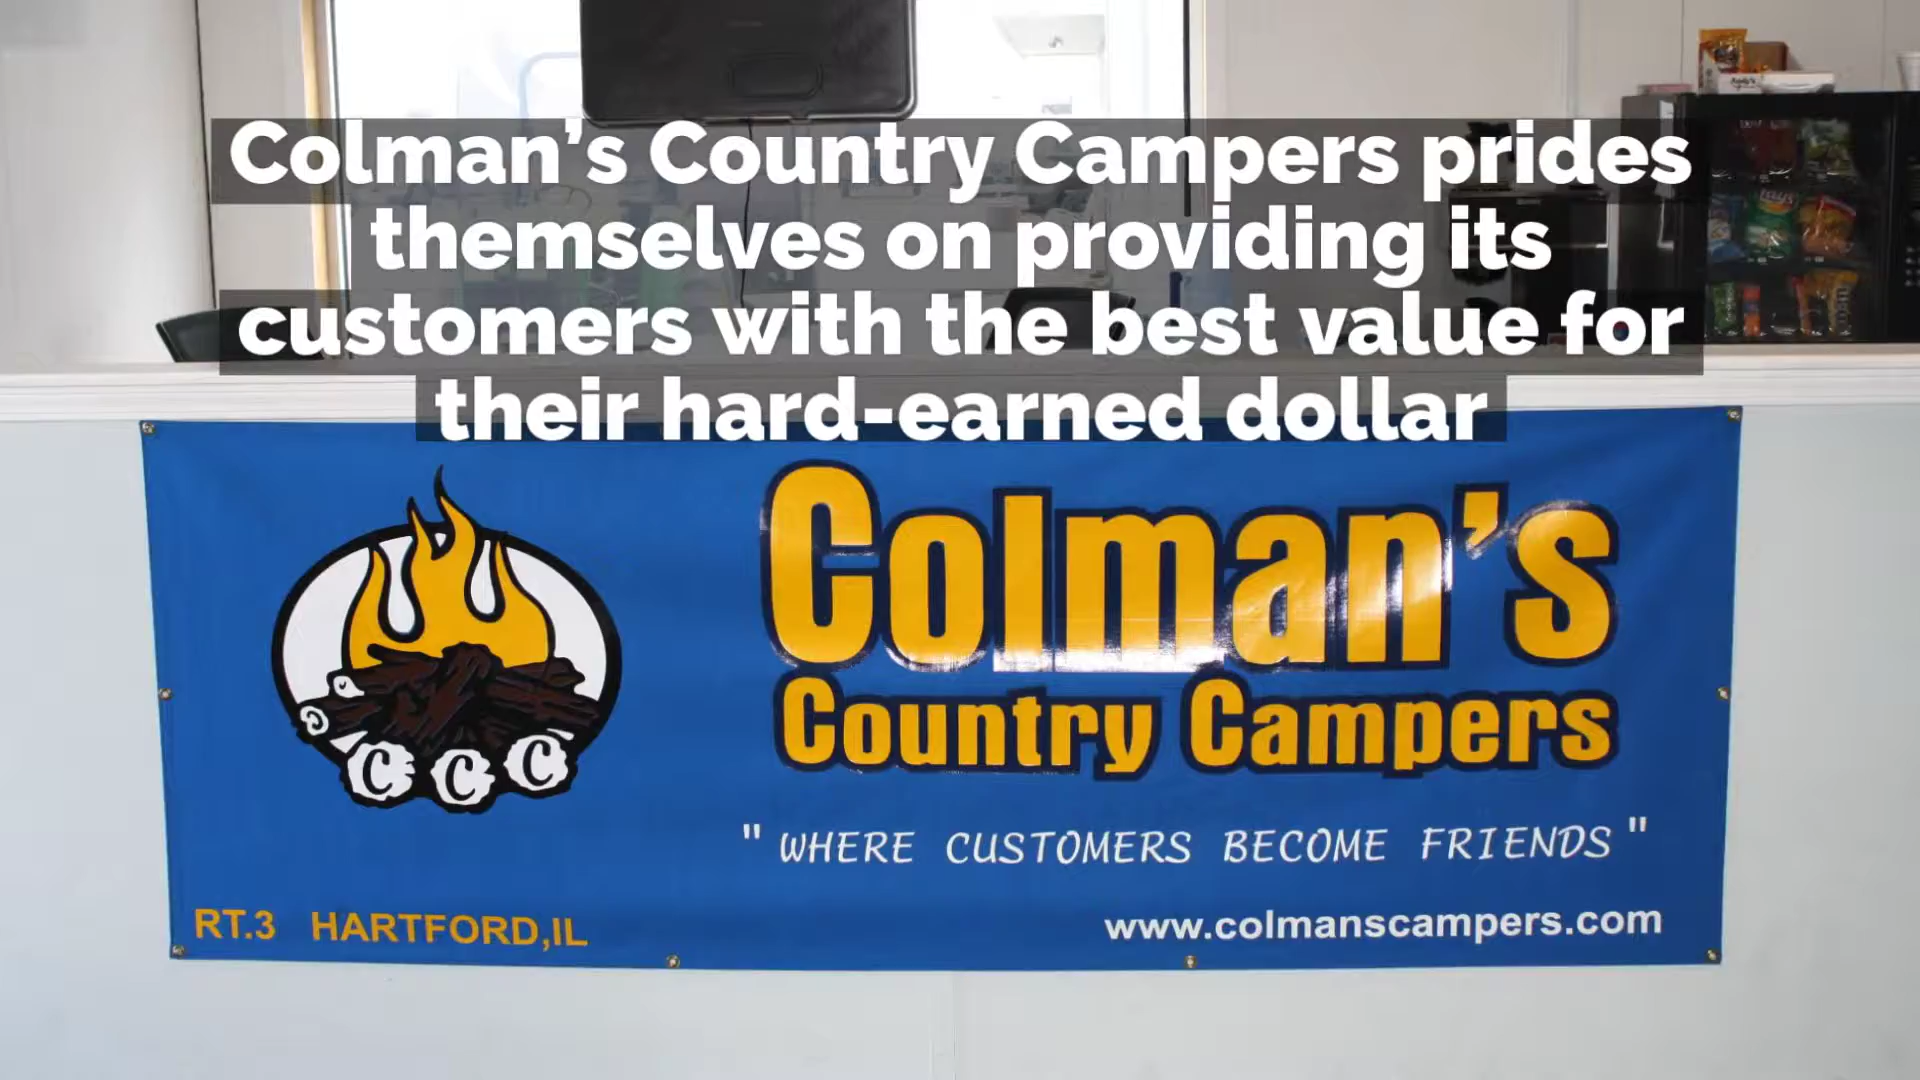 Colman’s Country Campers prides
themselves on providing its
customers with the best value for
their hard-earned dollar
Colman's
Country Campers
C C C
" WHERE CUSTOMERS BECOME FRIENDS "
RT.3 HARTFORD,IL
www.colmanscampers.com
Lay's